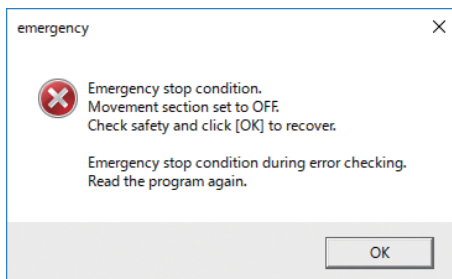 emergency
Emergency stop condition.
Movement section set to OFF.
Check safety and click [OK] to recover.
Emergency stop condition during error checking.
Read the program again.
OK